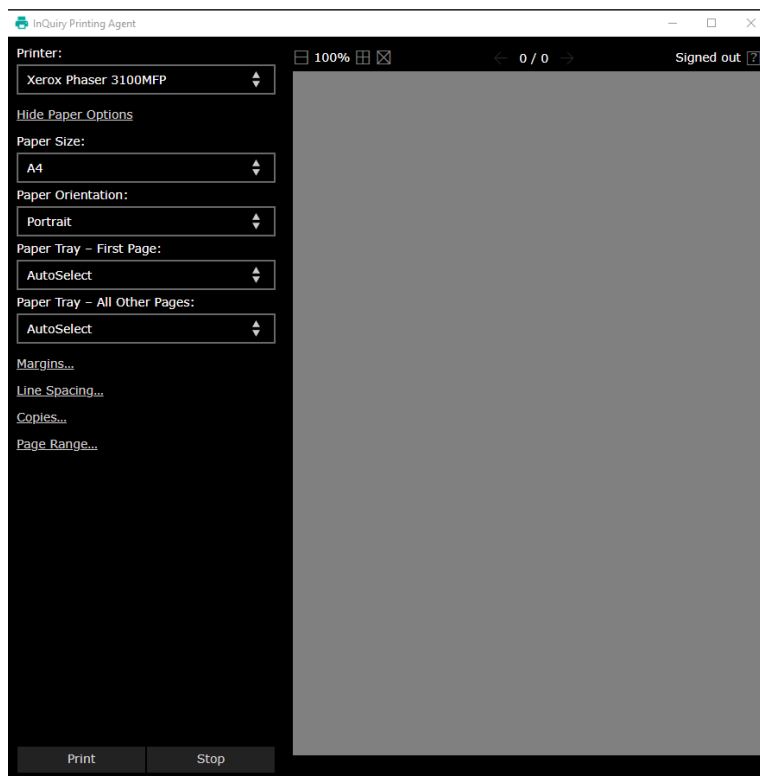 InQuiry Printing Agent
Printer:
Xerox Phaser 3100MFP
Hide Paper Options
Paper Size:
A4
Paper Orientation:
Portrait
Paper Tray – First Page:
AutoSelect
Paper Tray – All Other Pages:
AutoSelect
Margins...
Line Spacing...
Copies...
Page Range...
Print Stop
100% 0 / 0 Signed out ?